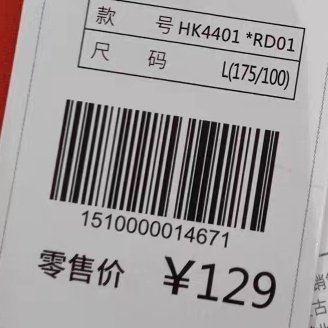 款 号 HK4401 *RD01
尺 码 L(175/100)
1510000014671
零售价 ¥129